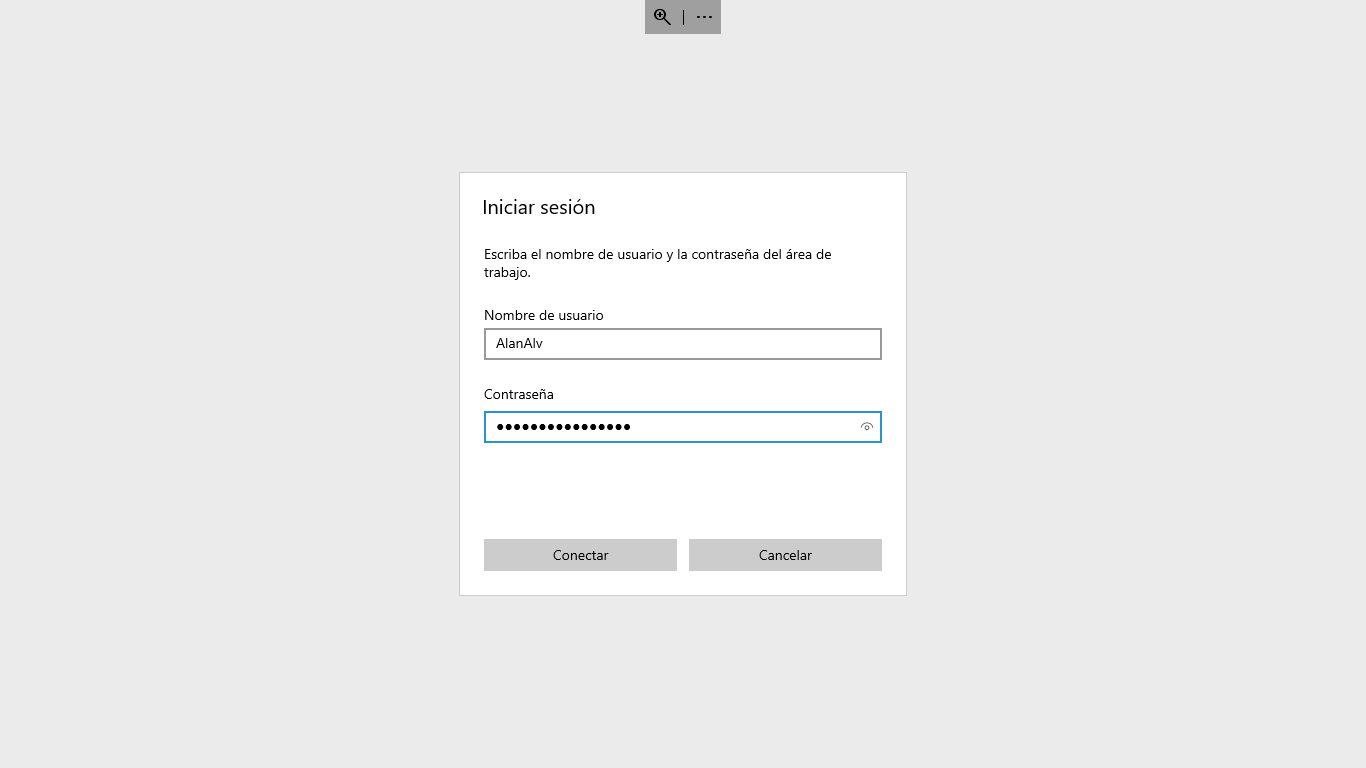 Iniciar sesión
Escriba el nombre de usuario y la contraseña del área de
trabajo.
Nombre de usuario
AlanAlv
Contraseña
••••••••••••••••
Conectar
Cancelar